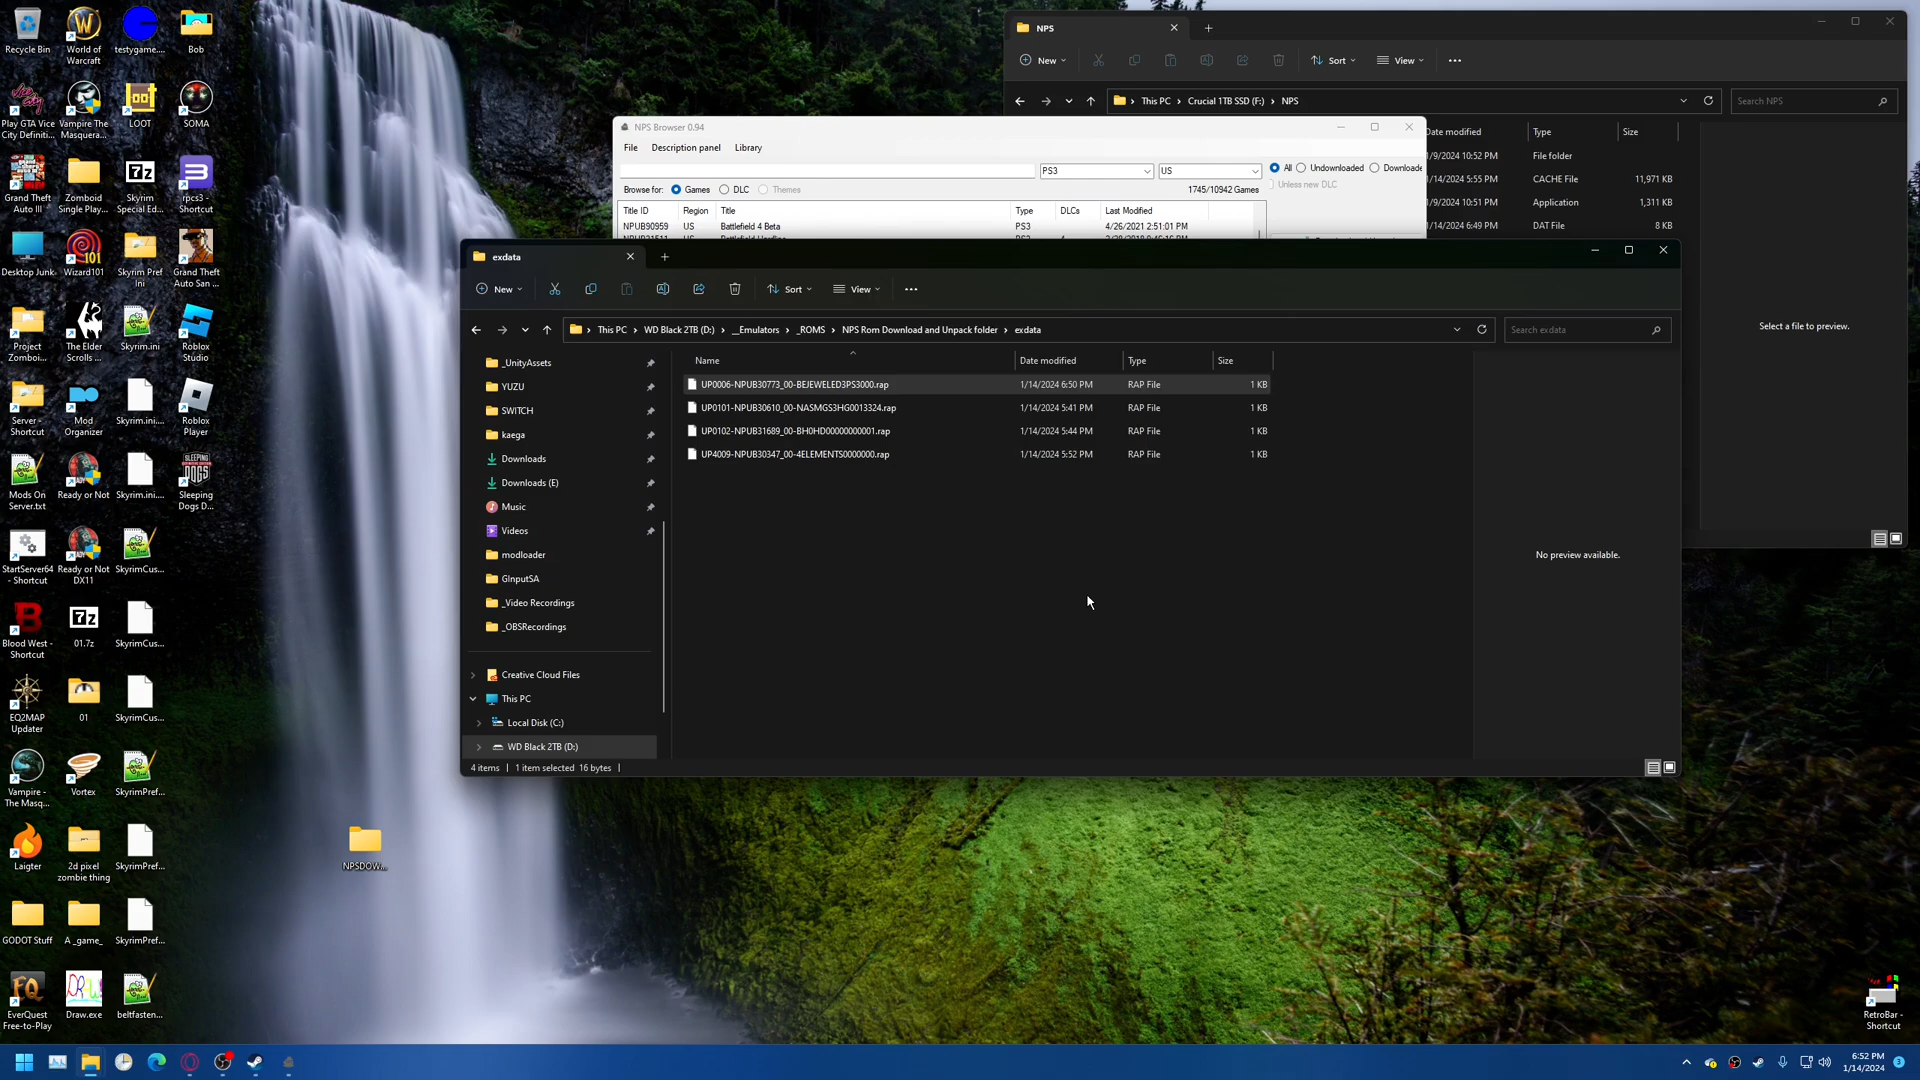 Recycle Bin
World of
Warcraft
testygame....
Bob
Play GTA Vice
City Definiti...
Vampire The
Masquera...
LOOT
SOMA
Grand Theft
Auto III
Zomboid
Single Play...
Skyrim
Special Ed...
rpcs3 -
Shortcut
Desktop Junk
Wizard101
Skyrim Pref
Ini
Grand Theft
Auto San ...
Project
Zomboi...
The Elder
Scrolls ...
Skyrim.ini
Roblox
Studio
Server -
Shortcut
Mod
Organizer
Skyrim.ini...
Roblox
Player
Mods On
Server.txt
Ready or Not
Skyrim.ini...
Sleeping
Dogs D...
StartServer64
- Shortcut
Ready or Not
DX11
SkyrimCus...
Blood West -
Shortcut
01.7z
SkyrimCus...
EQ2MAP
Updater
01
SkyrimCus...
Vampire -
The Masq...
Vortex
SkyrimPref...
Laigter
2d pixel
zombie thing
SkyrimPref...
GODOT Stuff
A _game_
SkyrimPref...
EverQuest
Free-to-Play
Draw.exe
beltfasten...
NPSDOW...
RetroBar -
Shortcut
NPS
New
Sort
View
This PC
Crucial 1TB SSD (F:)
NPS
Search NPS
Date modified
Type
Size
1/9/2024 10:52 PM
File folder
1/14/2024 5:55 PM
CACHE File
11,971 KB
1/9/2024 10:51 PM
Application
1,311 KB
1/14/2024 6:49 PM
DAT File
8 KB
Select a file to preview.
NPS Browser 0.94
File
Description panel
Library
PS3
US
All
Undownloaded
Downloade
Browse for:
Games
DLC
Themes
1745/10942 Games
Unless new DLC
Title ID
Region
Title
Type
DLCs
Last Modified
NPUB90959
US
Battlefield 4 Beta
PS3
4/26/2021 2:51:01 PM
exdata
New
Sort
View
This PC
WD Black 2TB (D:)
__Emulators
_ROMS
NPS Rom Download and Unpack folder
exdata
Search exdata
_UnityAssets
YUZU
SWITCH
kaega
Downloads
Downloads (E)
Music
Videos
modloader
GInputSA
_Video Recordings
_OBSRecordings
Creative Cloud Files
This PC
Local Disk (C:)
WD Black 2TB (D:)
Name
Date modified
Type
Size
UP0006-NPUB30773_00-BEJEWELED3PS3000.rap
1/14/2024 6:50 PM
RAP File
1 KB
UP0101-NPUB30610_00-NASMGS3HG0013324.rap
1/14/2024 5:41 PM
RAP File
1 KB
UP0102-NPUB31689_00-BH0HD00000000001.rap
1/14/2024 5:44 PM
RAP File
1 KB
UP4009-NPUB30347_00-4ELEMENTS0000000.rap
1/14/2024 5:52 PM
RAP File
1 KB
No preview available.
4 items
1 item selected 16 bytes
6:52 PM
1/14/2024
3